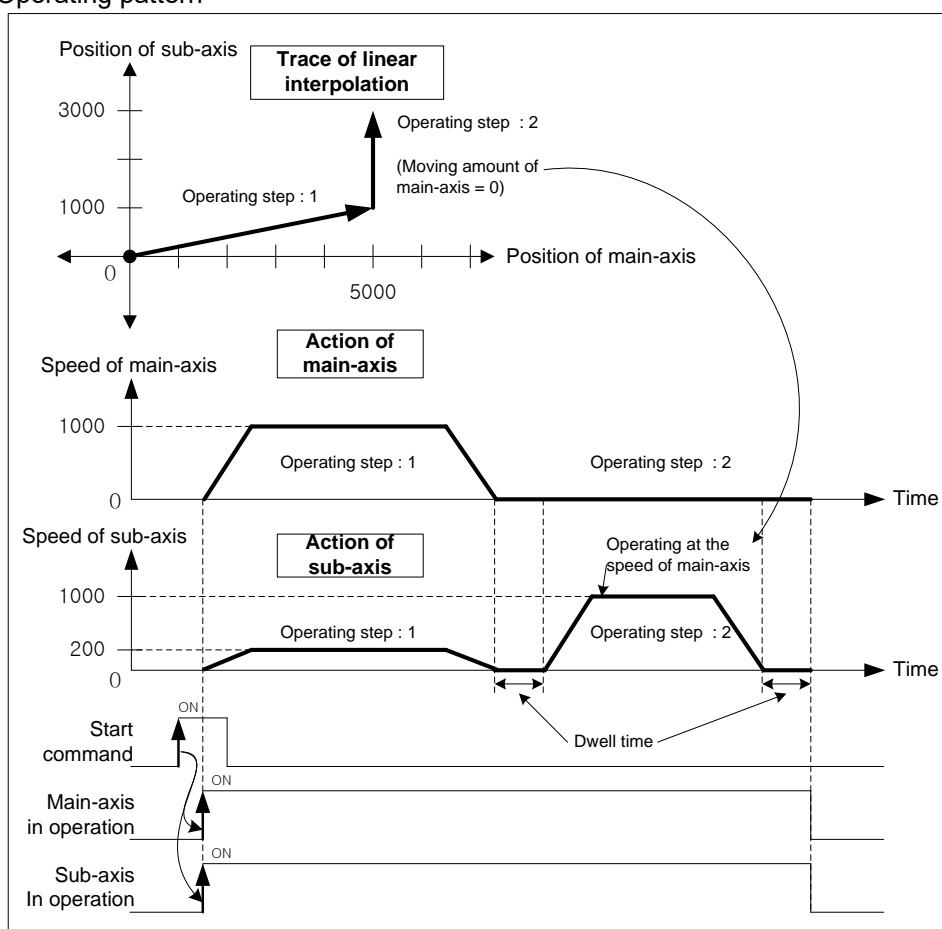 Operating pattern
Position of sub-axis
Trace of linear
interpolation
3000
Operating step : 2
(Moving amount of
main-axis = 0)
Operating step : 1
1000
0
Position of main-axis
5000
Action of
main-axis
Speed of main-axis
1000
Operating step : 1
Operating step : 2
0
Time
Speed of sub-axis
Action of
sub-axis
Operating at the
speed of main-axis
1000
Operating step : 1
Operating step : 2
200
0
Time
ON
Start
command
Dwell time
ON
Main-axis
in operation
ON
Sub-axis
In operation